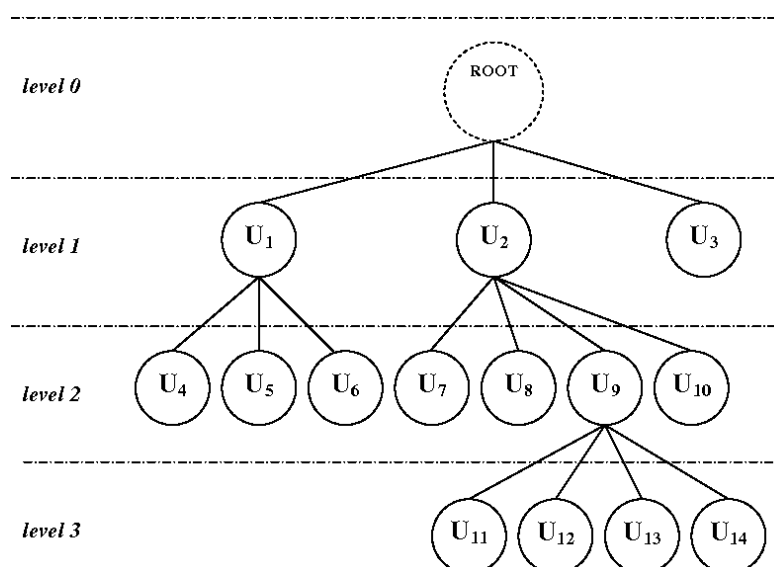 level 0
ROOT
level 1
U1 U2 U3
level 2
U4 U5 U6 U7 U8 U9 U10
level 3
U11 U12 U13 U14